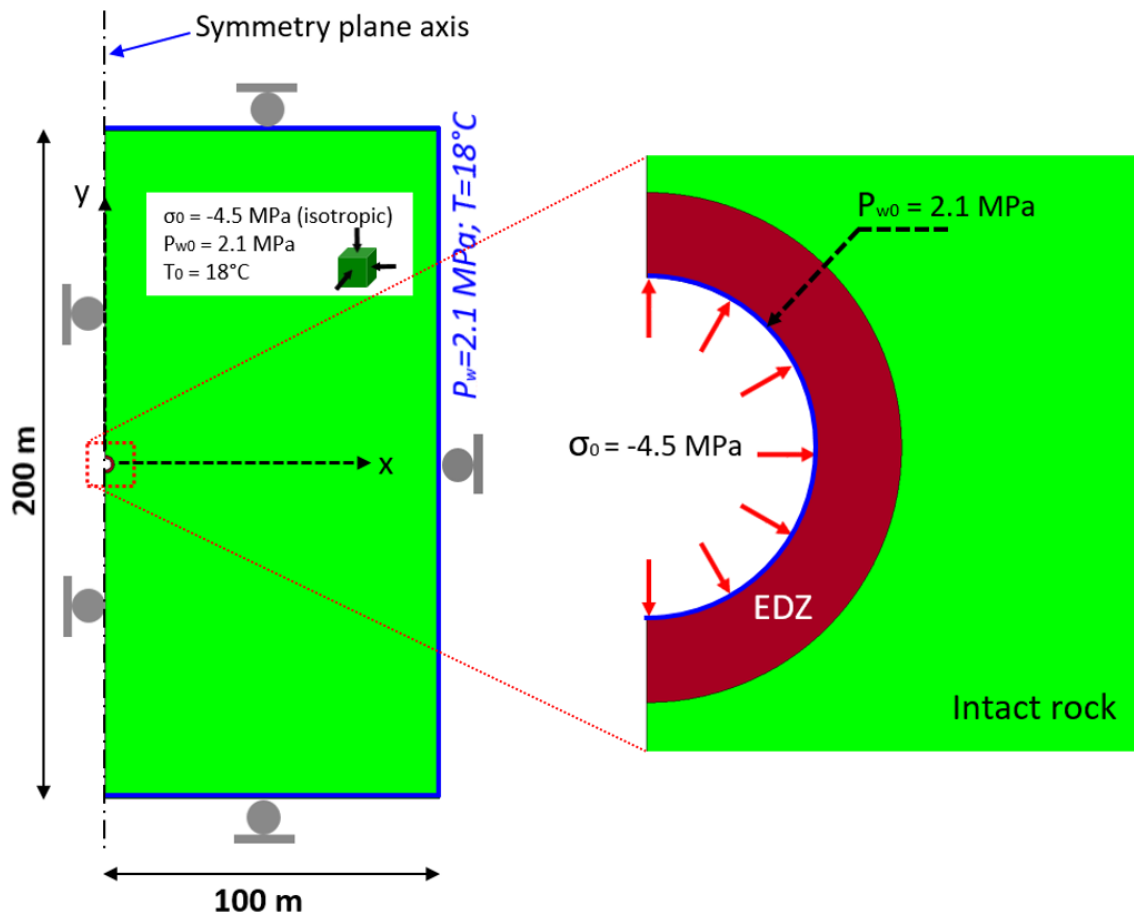 Symmetry plane axis
y
σ0 = -4.5 MPa (isotropic)
Pw0 = 2.1 MPa
T0 = 18°C
Pw=2.1 MPa; T=18°C
x
200 m
100 m
Pw0 = 2.1 MPa
σ0 = -4.5 MPa
EDZ
Intact rock